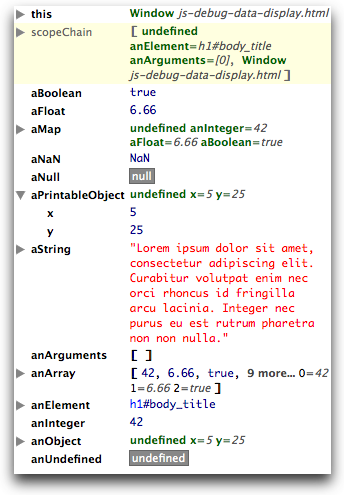 this Window js-debug-data-display.html
scopeChain [ undefined
anElement=h1#body_title
anArguments=[0], Window
js-debug-data-display.html ]
aBoolean true
aFloat 6.66
aMap undefined anInteger=42
aFloat=6.66 aBoolean=true
aNaN NaN
aNull null
aPrintableObject undefined x=5 y=25
x 5
y 25
aString "Lorem ipsum dolor sit amet,
consectetur adipiscing elit.
Curabitur volutpat enim nec
orci rhoncus id fringilla
arcu lacinia. Integer nec
purus eu est rutrum pharetra
non non nulla."
anArguments [ ]
anArray [ 42, 6.66, true, 9 more... 0=42
1=6.66 2=true ]
anElement h1#body_title
anInteger 42
anObject undefined x=5 y=25
anUndefined undefined